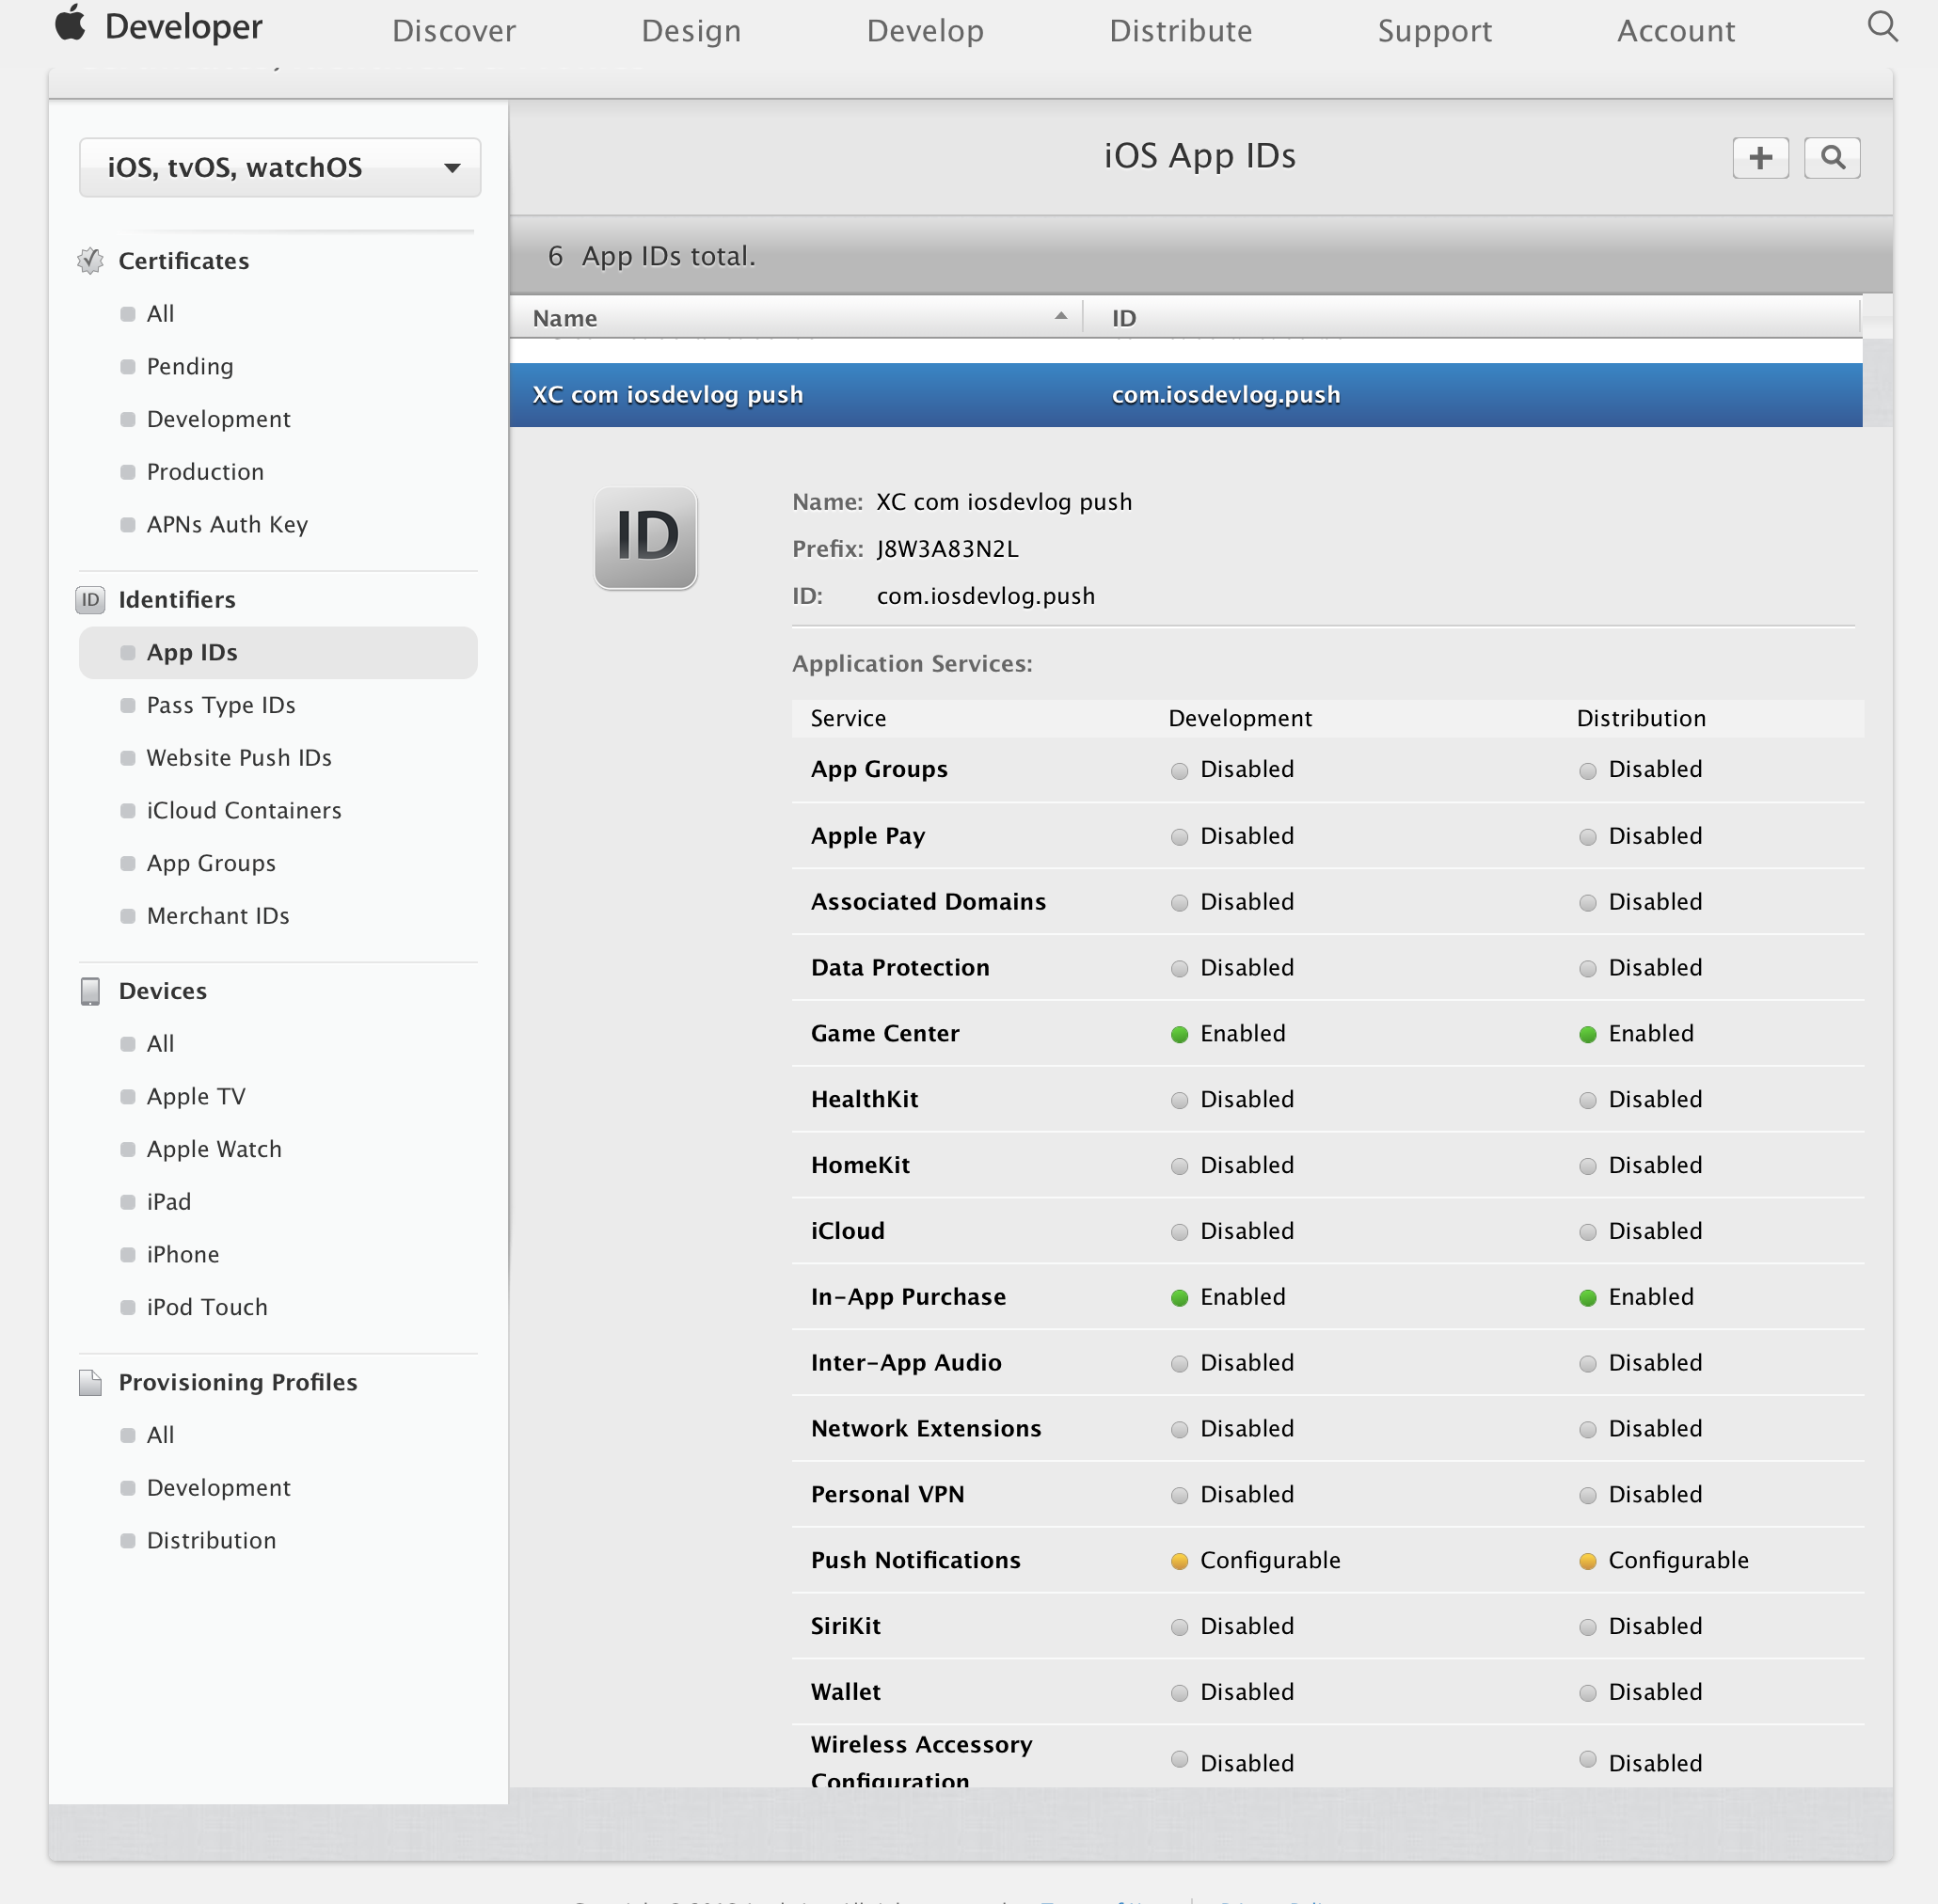 Developer Discover Design Develop Distribute Support Account
iOS, tvOS, watchOS
Certificates
All
Pending
Development
Production
APNs Auth Key
ID Identifiers
App IDs
Pass Type IDs
Website Push IDs
iCloud Containers
App Groups
Merchant IDs
Devices
All
Apple TV
Apple Watch
iPad
iPhone
iPod Touch
Provisioning Profiles
All
Development
Distribution
iOS App IDs
6 App IDs total.
Name ID
XC com iosdevlog push com.iosdevlog.push
ID
Name: XC com iosdevlog push
Prefix: J8W3A83N2L
ID: com.iosdevlog.push
Application Services:
Service Development Distribution
App Groups Disabled Disabled
Apple Pay Disabled Disabled
Associated Domains Disabled Disabled
Data Protection Disabled Disabled
Game Center Enabled Enabled
HealthKit Disabled Disabled
HomeKit Disabled Disabled
iCloud Disabled Disabled
In-App Purchase Enabled Enabled
Inter-App Audio Disabled Disabled
Network Extensions Disabled Disabled
Personal VPN Disabled Disabled
Push Notifications Configurable Configurable
SiriKit Disabled Disabled
Wallet Disabled Disabled
Wireless Accessory
Configuration Disabled Disabled